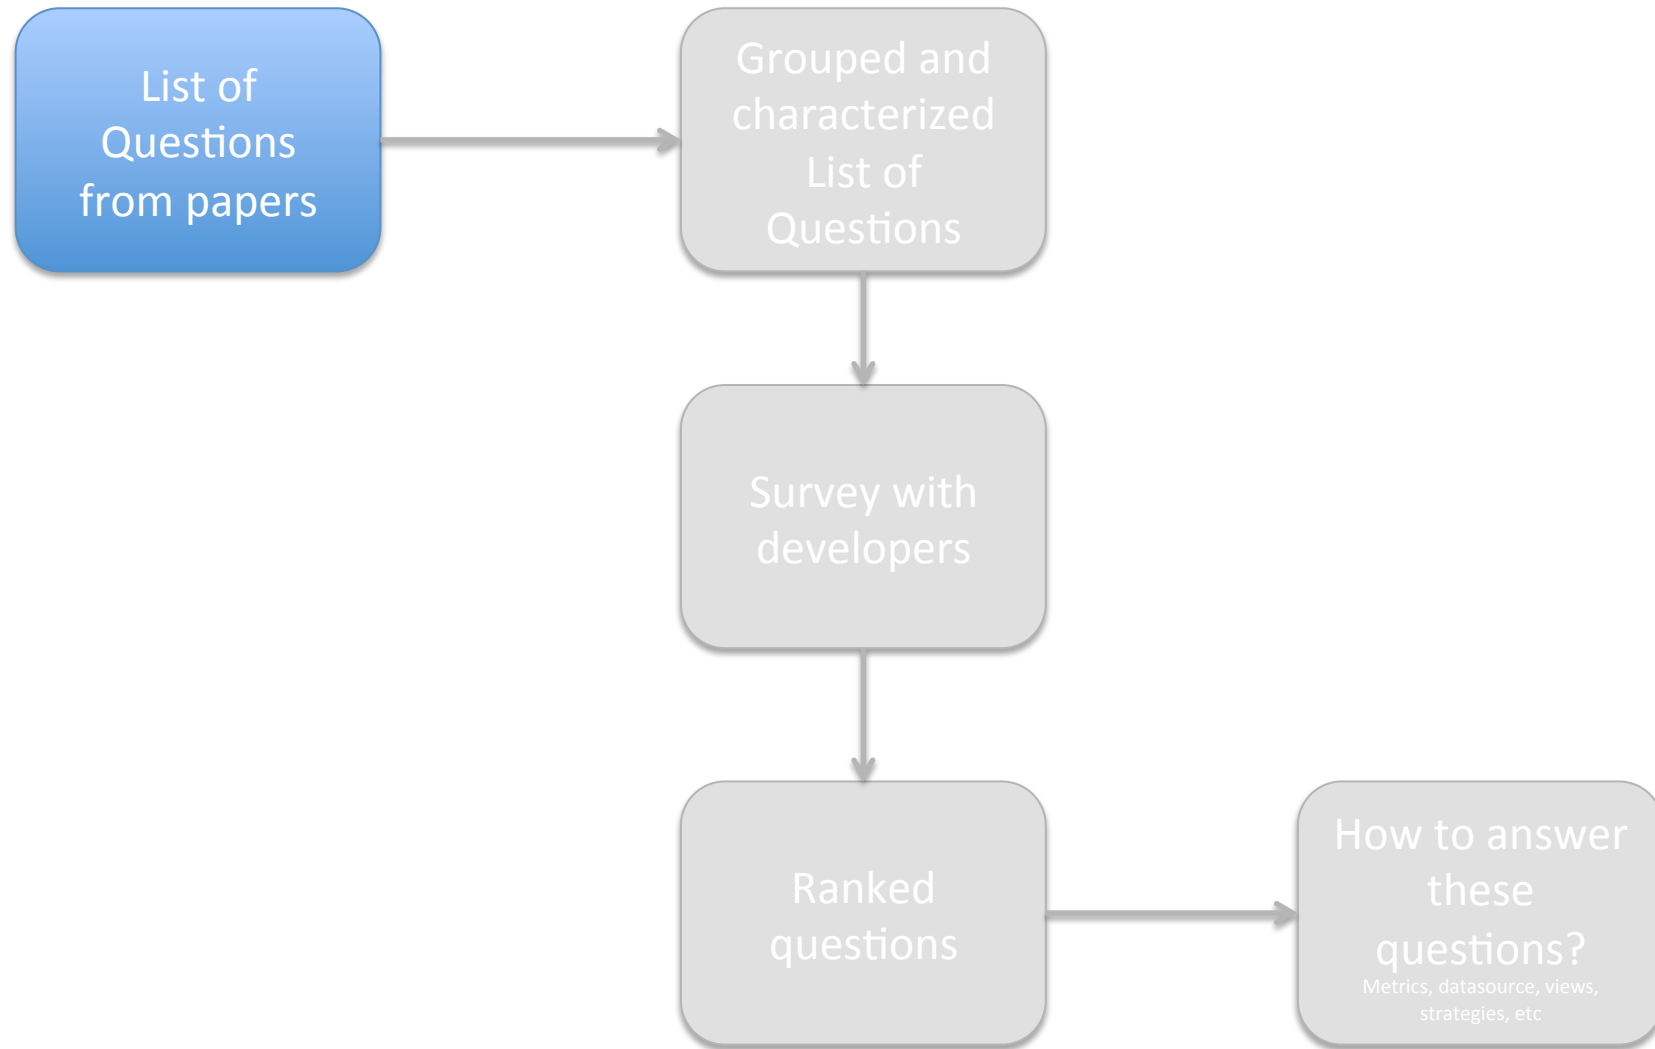 List of
Questions
from papers
Grouped and
characterized
List of
Questions
Survey with
developers
Ranked
questions
How to answer
these
questions?
Metrics, datasource, views,
strategies, etc